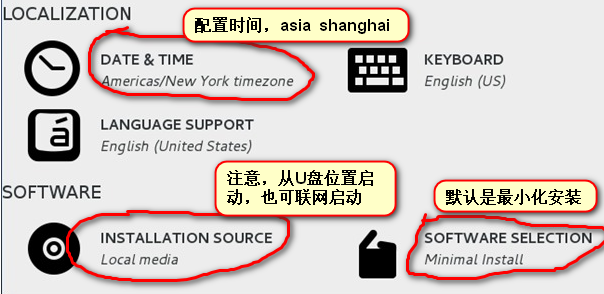 LOCALIZATION
配置时间，asia shanghai
DATE & TIME
Americas/New York timezone
KEYBOARD
English (US)
á
LANGUAGE SUPPORT
English (United States)
SOFTWARE
注意，从U盘位置启
动，也可联网启动
默认是最小化安装
INSTALLATION SOURCE
Local media
SOFTWARE SELECTION
Minimal Install